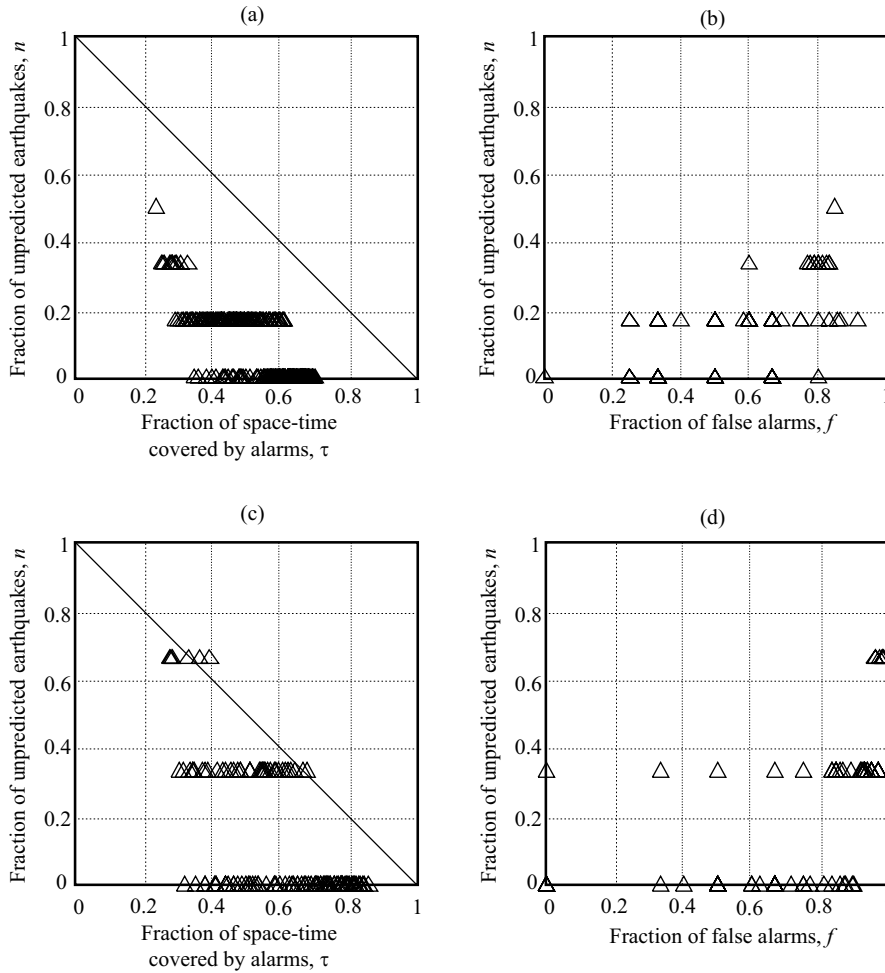 (a)
Fraction of unpredicted earthquakes, n
1
0.8
0.6
0.4
0.2
0
0 0.2 0.4 0.6 0.8 1
Fraction of space-time
covered by alarms, τ
(b)
Fraction of unpredicted earthquakes, n
1
0.8
0.6
0.4
0.2
0
0 0.2 0.4 0.6 0.8 1
Fraction of false alarms, f
(c)
Fraction of unpredicted earthquakes, n
1
0.8
0.6
0.4
0.2
0
0 0.2 0.4 0.6 0.8 1
Fraction of space-time
covered by alarms, τ
(d)
Fraction of unpredicted earthquakes, n
1
0.8
0.6
0.4
0.2
0
0 0.2 0.4 0.6 0.8
Fraction of false alarms, f